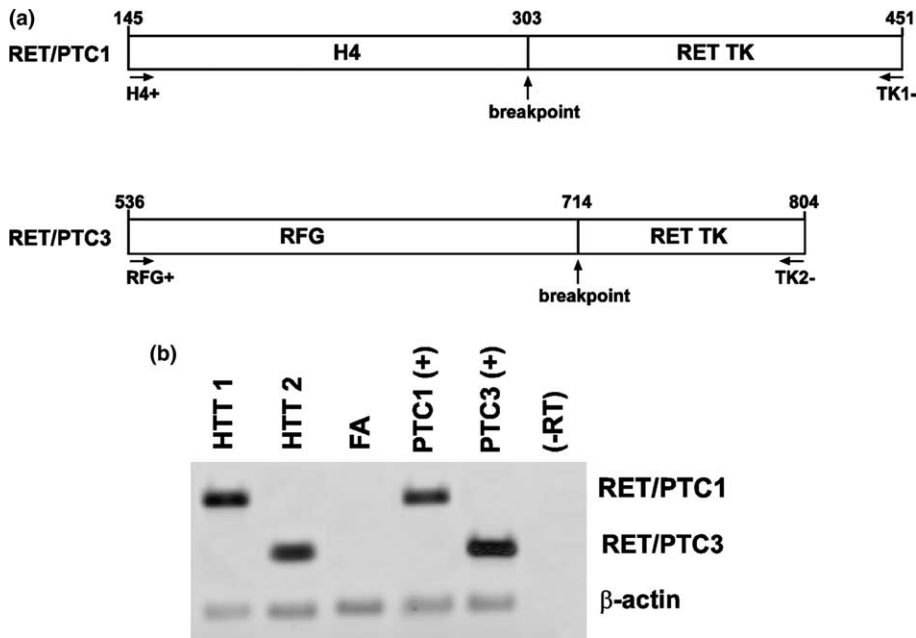 (a)
145 303 451
RET/PTC1 H4 RET TK
H4+ TK1-
breakpoint
536 714 804
RET/PTC3 RFG RET TK
RFG+ TK2-
breakpoint
(b)
HTT 1 HTT 2 FA PTC1 (+) PTC3 (+) (-RT)
RET/PTC1
RET/PTC3
β-actin